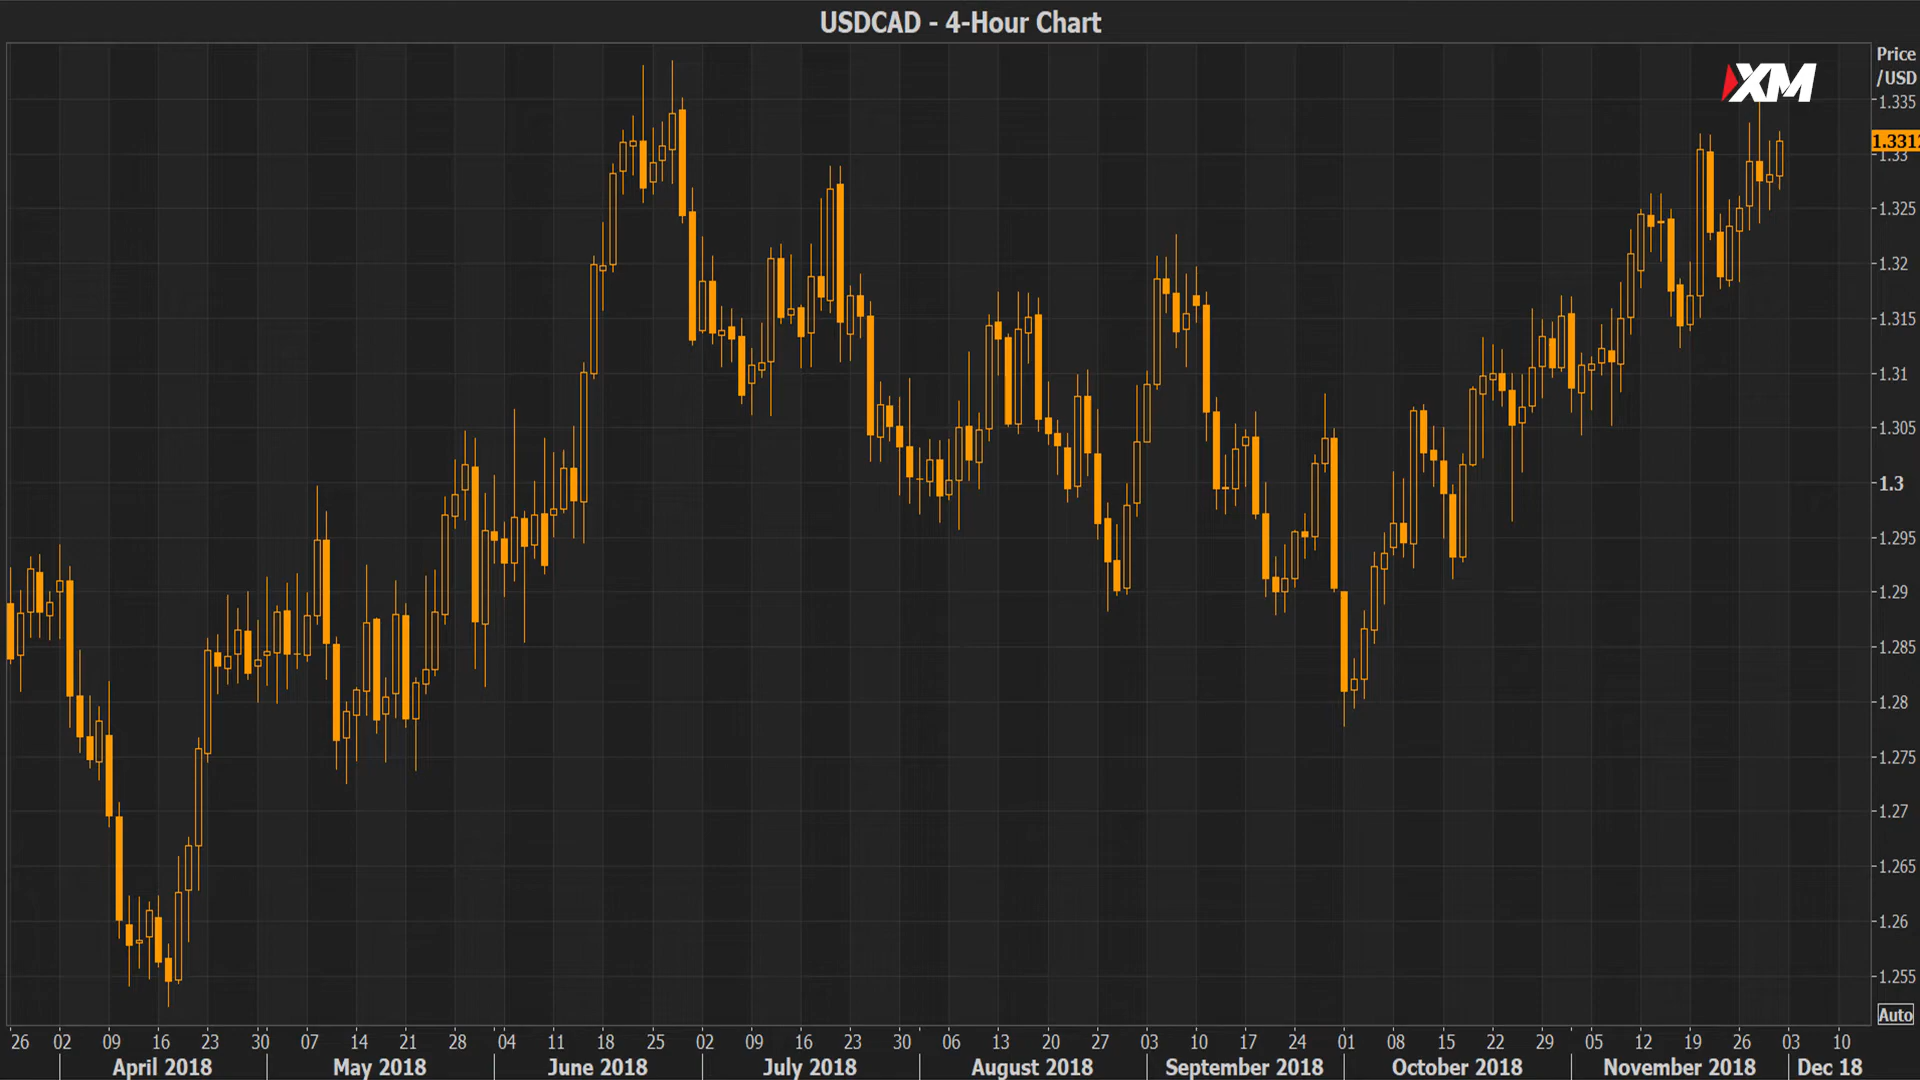 USDCAD - 4-Hour Chart
XM
Price
/USD
1.335
1.331
1.33
1.325
1.32
1.315
1.31
1.305
1.3
1.295
1.29
1.285
1.28
1.275
1.27
1.265
1.26
1.255
Auto
26 02 09 16 23 30 07 14 21 28 04 11 18 25 02 09 16 23 30 06 13 20 27 03 10 17 24 01 08 15 22 29 05 12 19 26 03 10
April 2018 May 2018 June 2018 July 2018 August 2018 September 2018 October 2018 November 2018 Dec 18